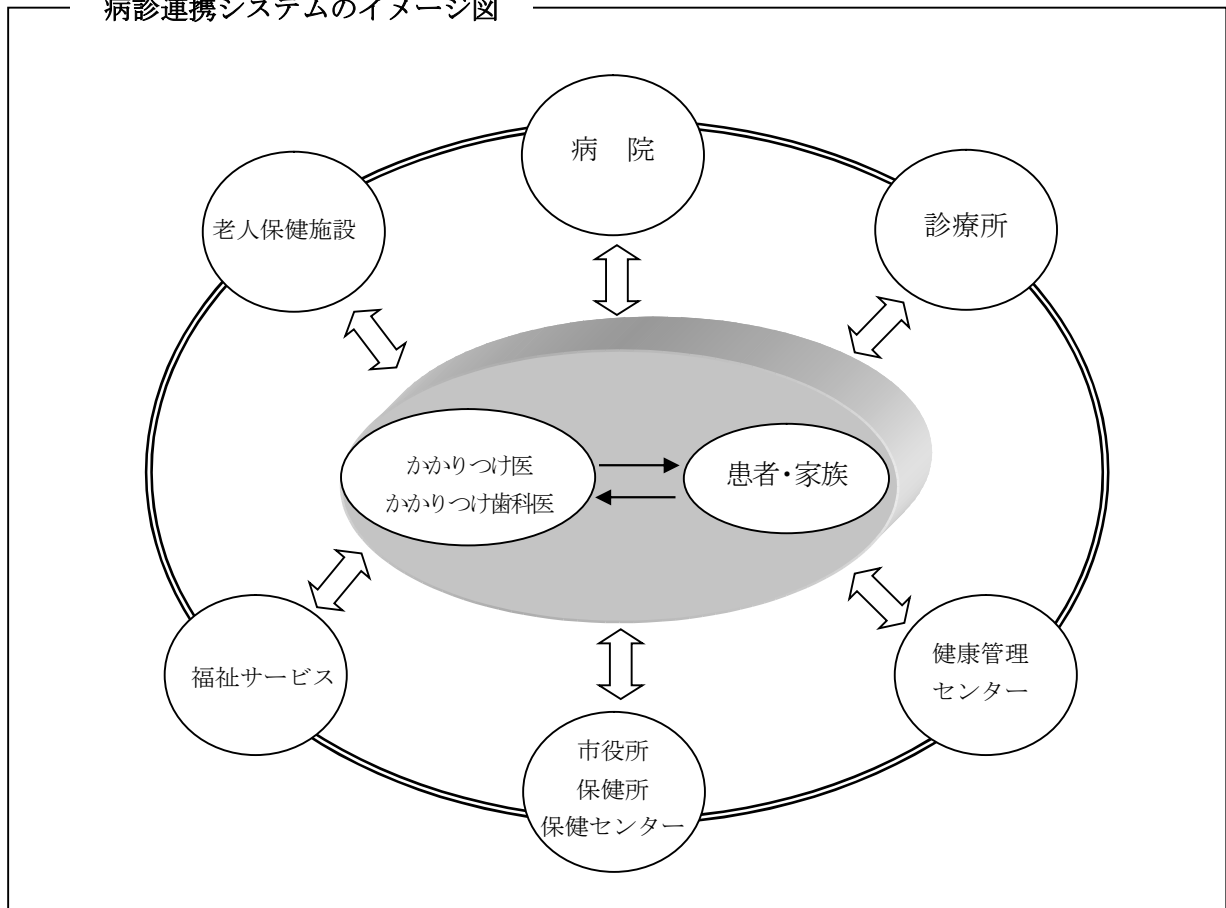 病診連携システムのイメージ図
病　院
老人保健施設
診療所
かかりつけ医
かかりつけ歯科医
患者・家族
福祉サービス
健康管理
センター
市役所
保健所
保健センター